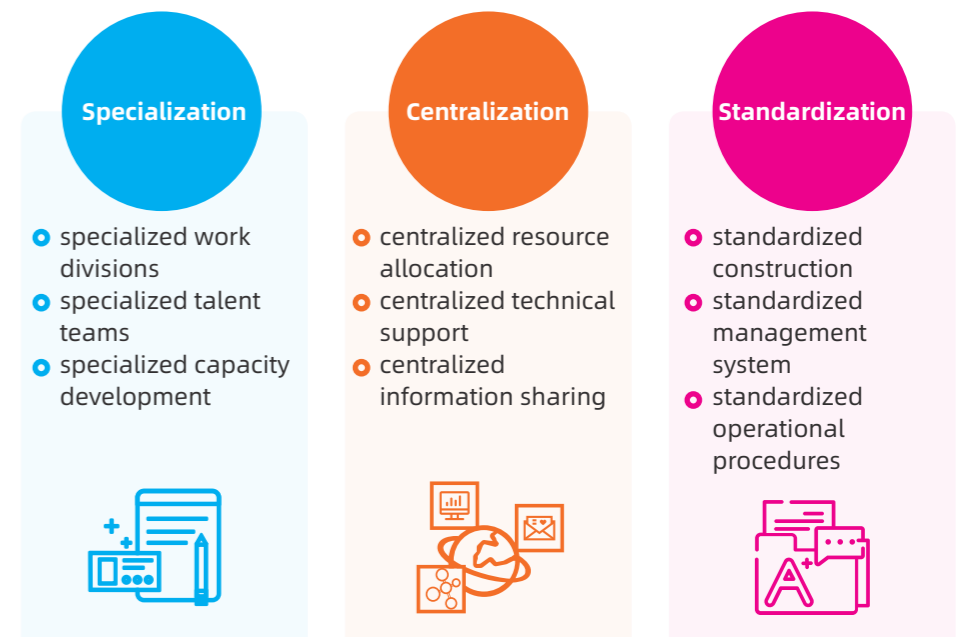 Specialization
specialized work
divisions
specialized talent
teams
specialized capacity
development
Centralization
centralized resource
allocation
centralized technical
support
centralized
information sharing
Standardization
standardized
construction
standardized
management
system
standardized
operational
procedures
A